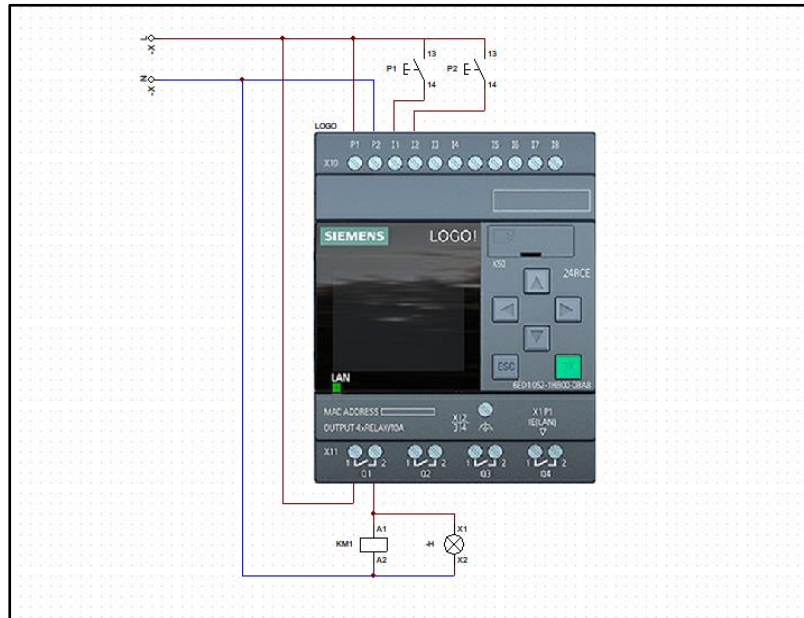 L
-X
N
-X
13 13
P1 P2
14 14
LOGO
P1 P2 I1 I2 I3 I4 I5 I6 I7 I8
X10
SIEMENS LOGO!
X50
24RCE
ESC OK
LAN
6ED1052-1HB00-0BA8
MAC ADDRESS
X 1 2
3 4
X1 P1
OUTPUT 4xRELAY/10A
IE(LAN)
X11 1 2 1 2 1 2 1 2
Q1 Q2 Q3 Q4
A1 X1
KM1 -H
A2 X2